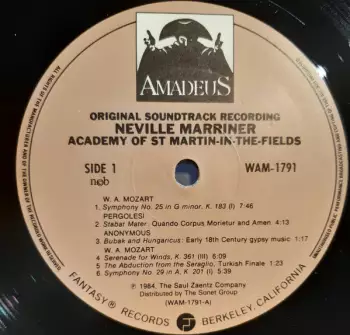 AMADEUS
ORIGINAL SOUNDTRACK RECORDING
NEVILLE MARRINER
ACADEMY OF ST MARTIN-IN-THE-FIELDS
SIDE 1
WAM-1791
W. A. MOZART
1. Symphony No. 25 in G minor, K. 183 (I) 7:46
PERGOLESI
2. Stabat Mater: Quando Corpus Morietur and Amen 4:13
ANONYMOUS
3. Bubak and Hungaricus: Early 18th Century gypsy music :30
W. A. MOZART
4. Serenade for Winds, K. 361 (III) 6:09
5. The Abduction from the Seraglio, Turkish Finale 1:23
6. Symphony No. 29 in A, K. 201 (I) 5:39
℗ 1984, The Saul Zaentz Company
Distributed by The Sonet Group
(WAM-1791-A)
FANTASY® RECORDS BERKELEY, CALIFORNIA